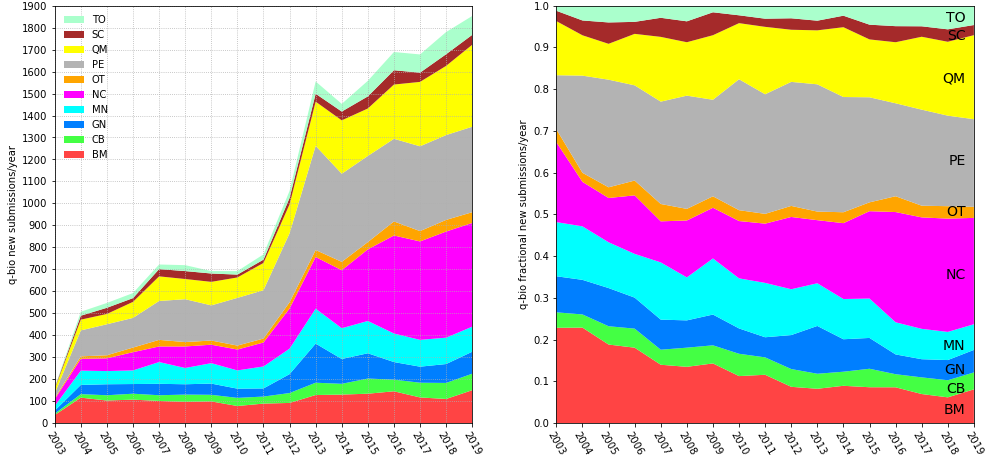 1900
1800
1700
1600
1500
1400
1300
1200
1100
1000
900
800
700
600
500
400
300
200
100
0
q-bio new submissions/year
TO
SC
QM
PE
OT
NC
MN
GN
CB
BM
2003
2004
2005
2006
2007
2008
2009
2010
2011
2012
2013
2014
2015
2016
2017
2018
2019
1.0
0.9
0.8
0.7
0.6
0.5
0.4
0.3
0.2
0.1
0.0
q-bio fractional new submissions/year
TO
SC
QM
PE
OT
NC
MN
GN
CB
BM
2003
2004
2005
2006
2007
2008
2009
2010
2011
2012
2013
2014
2015
2016
2017
2018
2019